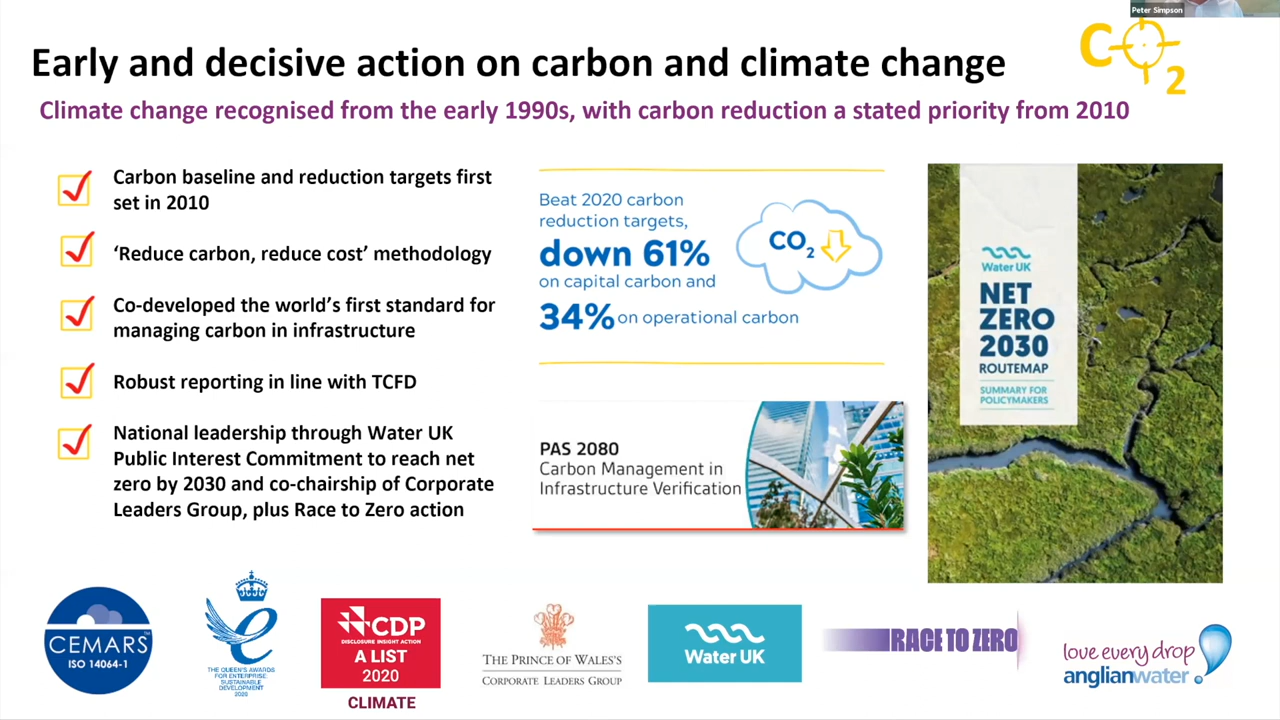 Peter Simpson
CO2
Early and decisive action on carbon and climate change
Climate change recognised from the early 1990s, with carbon reduction a stated priority from 2010
Carbon baseline and reduction targets first
set in 2010
‘Reduce carbon, reduce cost’ methodology
Co-developed the world’s first standard for
managing carbon in infrastructure
Robust reporting in line with TCFD
National leadership through Water UK
Public Interest Commitment to reach net
zero by 2030 and co-chairship of Corporate
Leaders Group, plus Race to Zero action
Beat 2020 carbon
reduction targets,
down 61%
on capital carbon and
34% on operational carbon
CO2
PAS 2080
Carbon Management in
Infrastructure Verification
Water UK
NET
ZERO
2030
ROUTEMAP
SUMMARY FOR
POLICYMAKERS
CEMARS™
ISO 14064-1
THE QUEEN'S AWARDS
FOR ENTERPRISE:
SUSTAINABLE
DEVELOPMENT
2020
CDP
DISCLOSURE INSIGHT ACTION
A LIST
2020
CLIMATE
THE PRINCE OF WALES'S
CORPORATE LEADERS GROUP
Water UK
RACE TO ZERO
love every drop
anglianwater